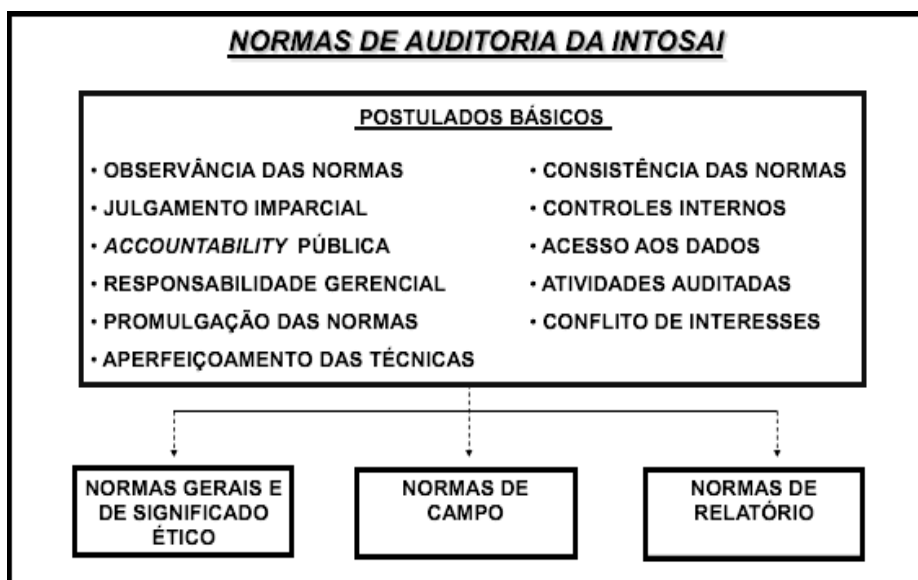 NORMAS DE AUDITORIA DA INTOSAI
POSTULADOS BÁSICOS
• OBSERVÂNCIA DAS NORMAS
• JULGAMENTO IMPARCIAL
• ACCOUNTABILITY PÚBLICA
• RESPONSABILIDADE GERENCIAL
• PROMULGAÇÃO DAS NORMAS
• APERFEIÇOAMENTO DAS TÉCNICAS
• CONSISTÊNCIA DAS NORMAS
• CONTROLES INTERNOS
• ACESSO AOS DADOS
• ATIVIDADES AUDITADAS
• CONFLITO DE INTERESSES
NORMAS GERAIS E
DE SIGNIFICADO
ÉTICO
NORMAS DE
CAMPO
NORMAS DE
RELATÓRIO